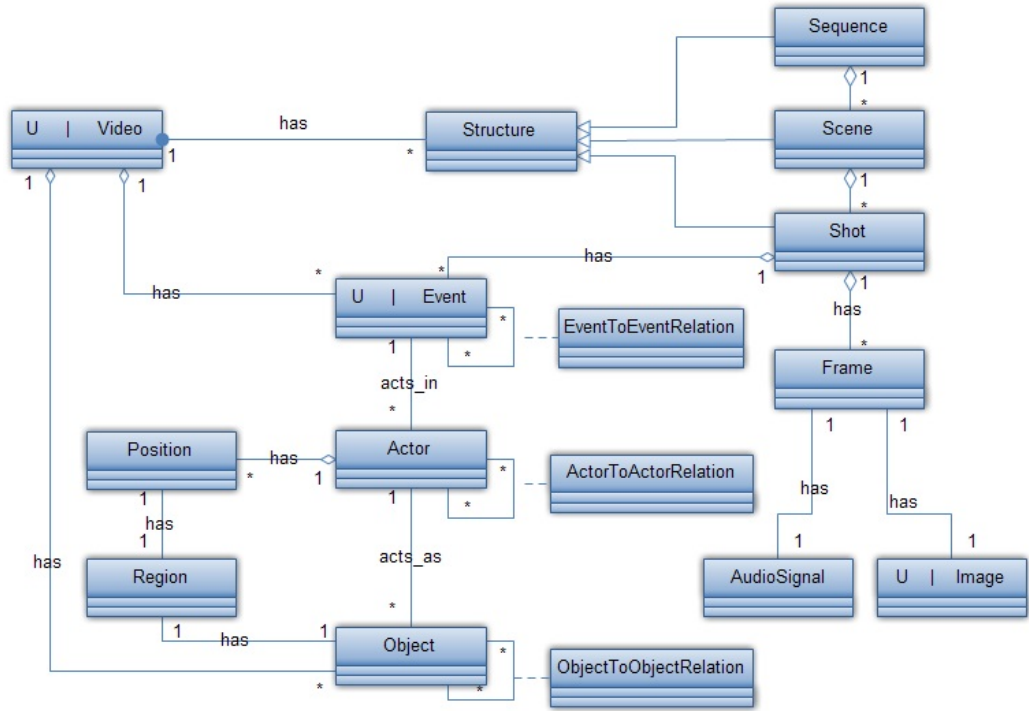 Sequence
1
*
U | Video
has
Structure
Scene
1
*
1
1
1
*
Shot
has
*
*
1
1
has
U | Event
*
has
EventToEventRelation
1
*
*
Frame
acts_in
1
1
*
Position
has
Actor
*
ActorToActorRelation
*
1
has
1
1
*
has
has
1
acts_as
1
1
has
Region
AudioSignal
U | Image
*
1
has
1
Object
*
ObjectToObjectRelation
*
*